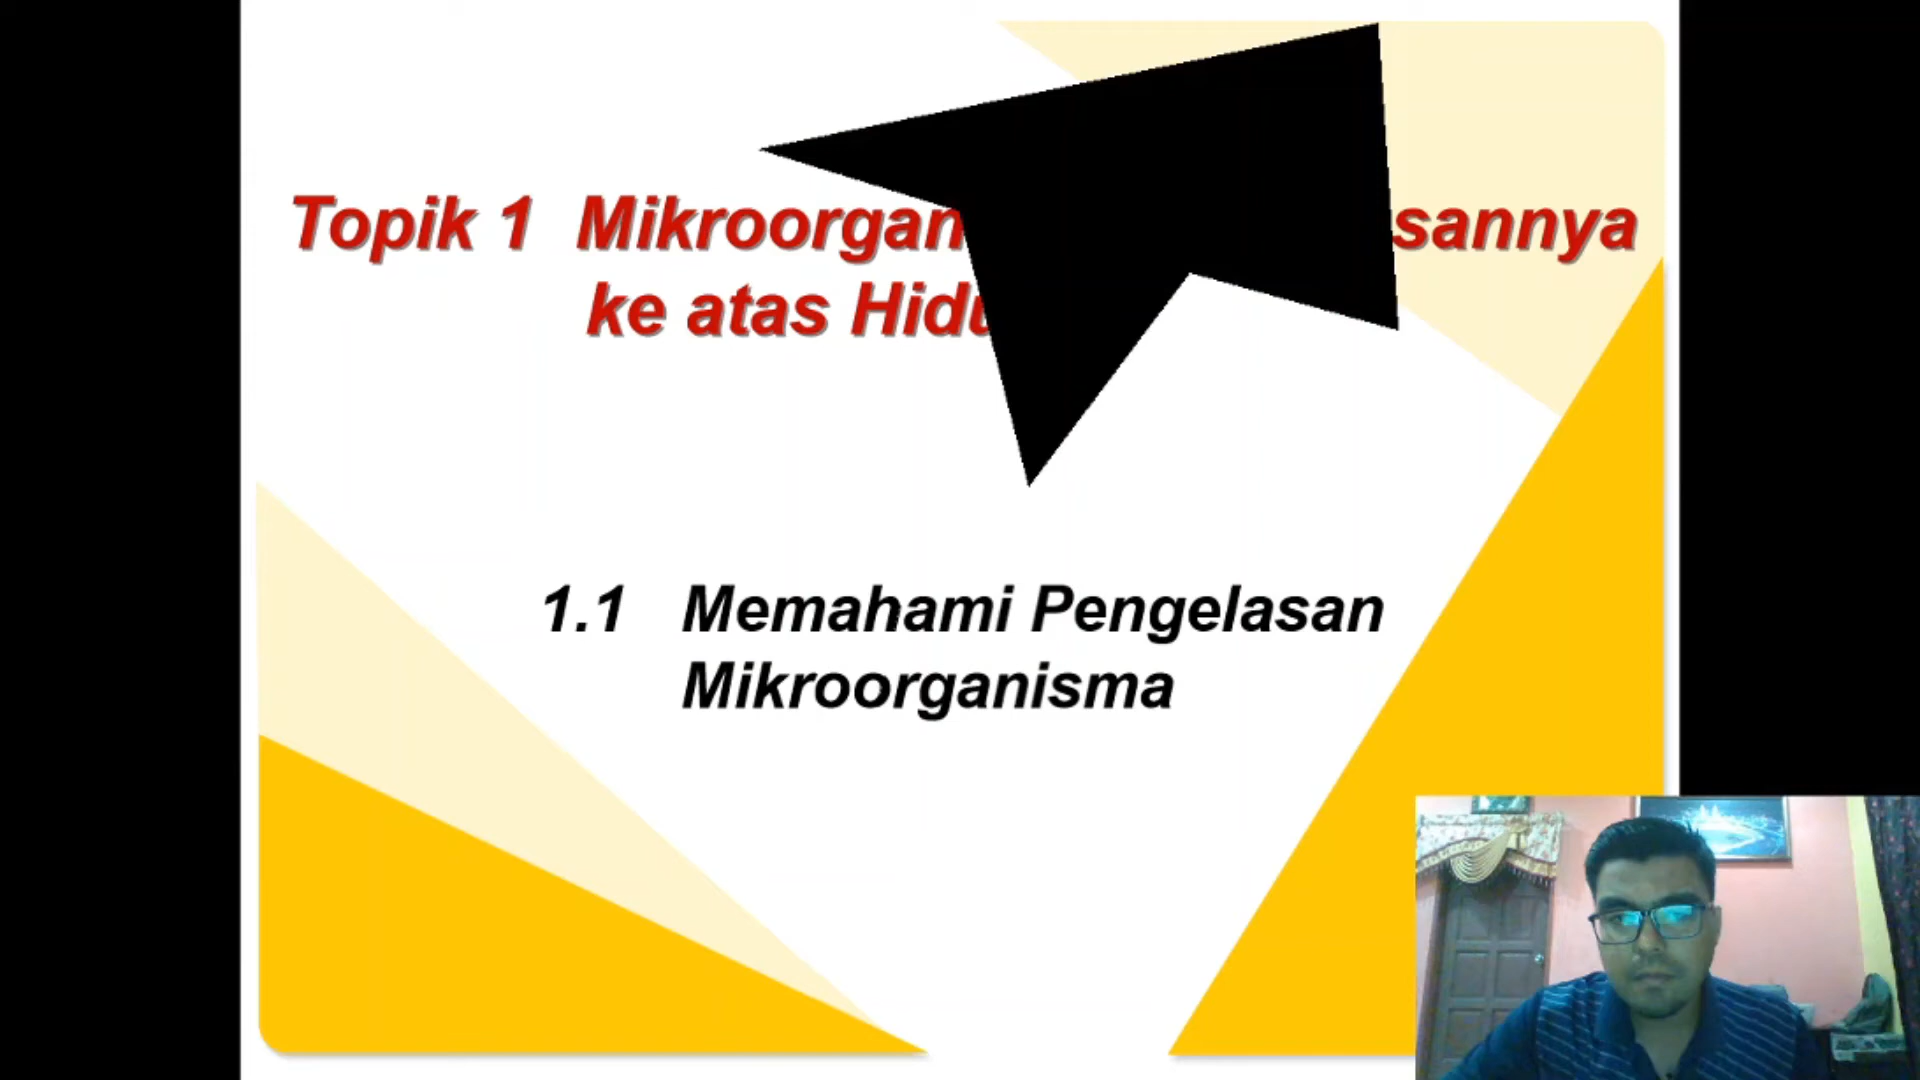 Topik 1 Mikroorgan sannya
ke atas Hid
1.1 Memahami Pengelasan
Mikroorganisma